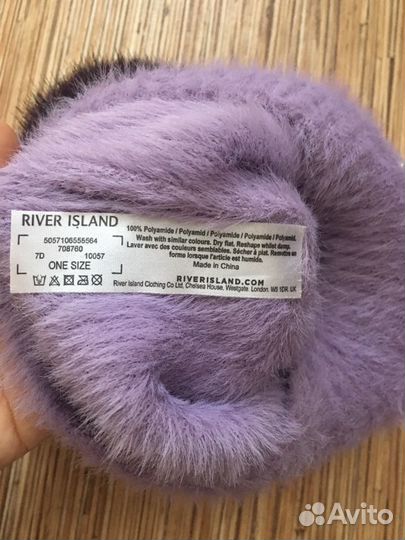 RIVER ISLAND
5057106555564
708760
7D 10057
ONE SIZE
100% Polyamide / Polyamid / Polyamide / Polyamide / Polyamide
Wash with similar colours. Dry flat. Reshape whilst damp.
Laver avec des couleurs semblables. Sécher à plat. Remettre en
forme lorsque l'article est humide.
Made in China
RIVERISLAND.COM
River Island Clothing Co Ltd, Chelsea House, Westgate. London. W5 1DR. UK
Avito